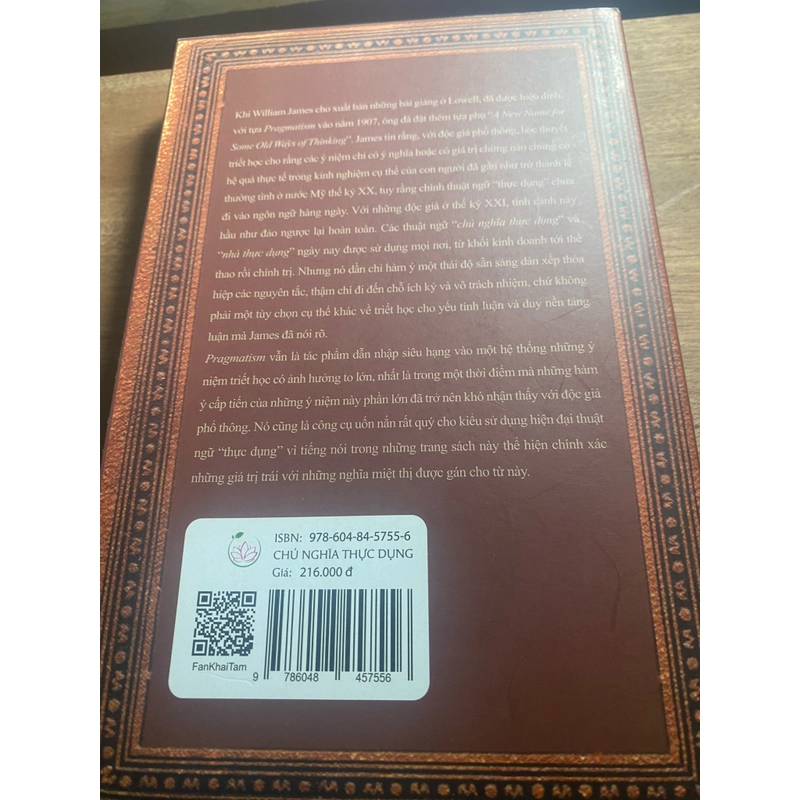 Khi William James cho xuất bản những bài giảng ở Lowell, đã được hiệu đính,
với tựa Pragmatism vào năm 1907, ông đã đặt thêm tựa phụ “A New Name for
Some Old Ways of Thinking”. James tin rằng, với độc giả phổ thông, học thuyết
triết học cho rằng các ý niệm chỉ có ý nghĩa hoặc có giá trị chừng nào chúng có
hệ quả thực tế trong kinh nghiệm cụ thể của con người đã gần như trở thành lẽ
thường tình ở nước Mỹ thế kỷ XX, tuy rằng chính thuật ngữ “thực dụng” chưa
đi vào ngôn ngữ hàng ngày. Với những độc giả ở thế kỷ XXI, tình cảnh này
hầu như đảo ngược lại hoàn toàn. Các thuật ngữ “chủ nghĩa thực dụng” và
“nhà thực dụng” ngày nay được sử dụng mọi nơi, từ khối kinh doanh tới thể
thao rồi chính trị. Nhưng nó dần chỉ hàm ý một thái độ sẵn sàng dàn xếp thỏa
hiệp các nguyên tắc, thậm chí đi đến chỗ ích kỷ và vô trách nhiệm, chứ không
phải một tùy chọn cụ thể khác về triết học cho yếu tính luận và duy nền tảng
luận mà James đã nói rõ.
Pragmatism vẫn là tác phẩm dẫn nhập siêu hạng vào một hệ thống những ý
niệm triết học có ảnh hưởng to lớn, nhất là trong một thời điểm mà những hàm
ý cấp tiến của những ý niệm này phần lớn đã trở nên khó nhận thấy với độc giả
phổ thông. Nó cũng là công cụ uốn nắn rất quý cho kiểu sử dụng hiện đại thuật
ngữ “thực dụng” vì tiếng nói trong những trang sách này thể hiện chính xác
những giá trị trái với những nghĩa miệt thị được gán cho từ này.
ISBN: 978-604-84-5755-6
CHỦ NGHĨA THỰC DỤNG
Giá: 216.000 đ
FanKhaiTam
9 786048 457556